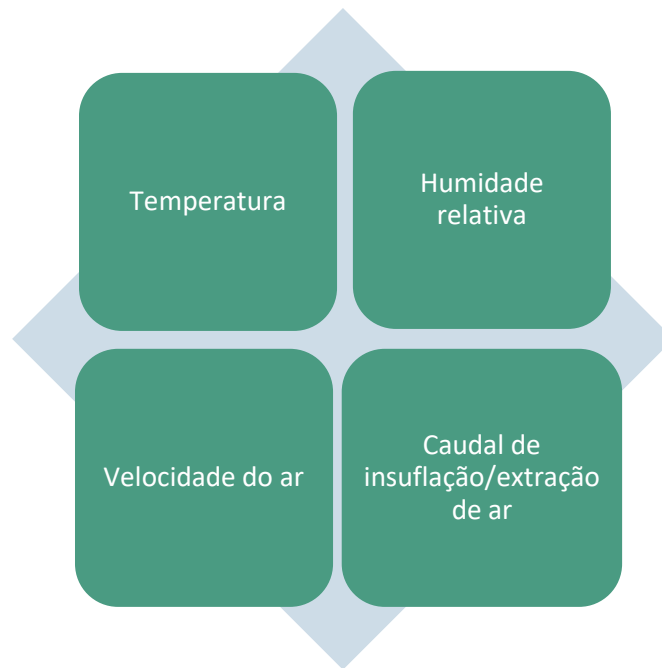 Temperatura
Humidade
relativa
Velocidade do ar
Caudal de
insuflação/extração
de ar